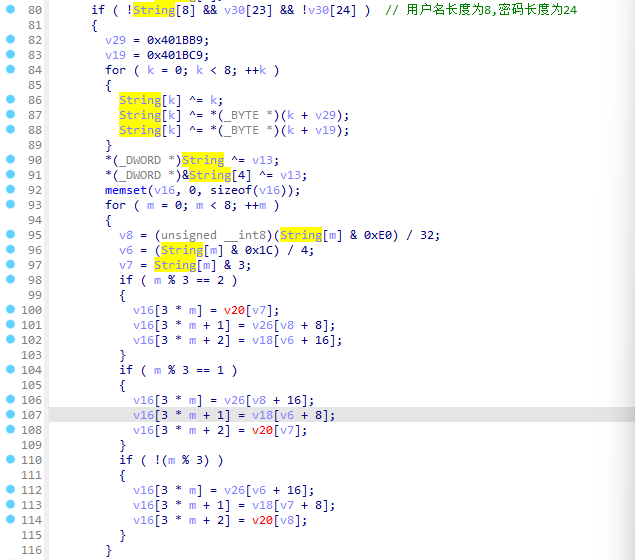 80 if ( !String[8] && v30[23] && !v30[24] ) // 用户名长度为8,密码长度为24
81 {
82 v29 = 0x401BB9;
83 v19 = 0x401BC9;
84 for ( k = 0; k < 8; ++k )
85 {
86 String[k] ^= k;
87 String[k] ^= *(_BYTE *)(k + v29);
88 String[k] ^= *(_BYTE *)(k + v19);
89 }
90 *(_DWORD *)String ^= v13;
91 *(_DWORD *)&String[4] ^= v13;
92 memset(v16, 0, sizeof(v16));
93 for ( m = 0; m < 8; ++m )
94 {
95 v8 = (unsigned __int8)(String[m] & 0xE0) / 32;
96 v6 = (String[m] & 0x1C) / 4;
97 v7 = String[m] & 3;
98 if ( m % 3 == 2 )
99 {
100 v16[3 * m] = v20[v7];
101 v16[3 * m + 1] = v26[v8 + 8];
102 v16[3 * m + 2] = v18[v6 + 16];
103 }
104 if ( m % 3 == 1 )
105 {
106 v16[3 * m] = v26[v8 + 16];
107 v16[3 * m + 1] = v18[v6 + 8];
108 v16[3 * m + 2] = v20[v7];
109 }
110 if ( !(m % 3) )
111 {
112 v16[3 * m] = v26[v6 + 16];
113 v16[3 * m + 1] = v18[v7 + 8];
114 v16[3 * m + 2] = v20[v8];
115 }
116 }